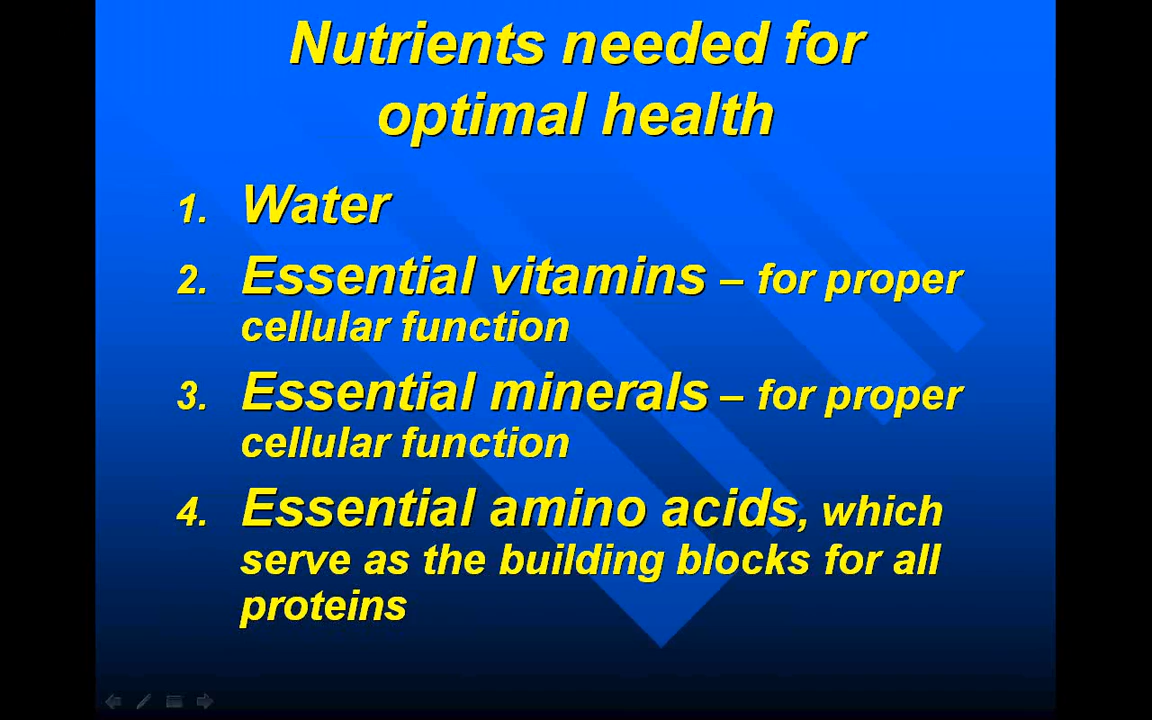 Nutrients needed for
optimal health
1. Water
2. Essential vitamins – for proper
cellular function
3. Essential minerals – for proper
cellular function
4. Essential amino acids, which
serve as the building blocks for all
proteins